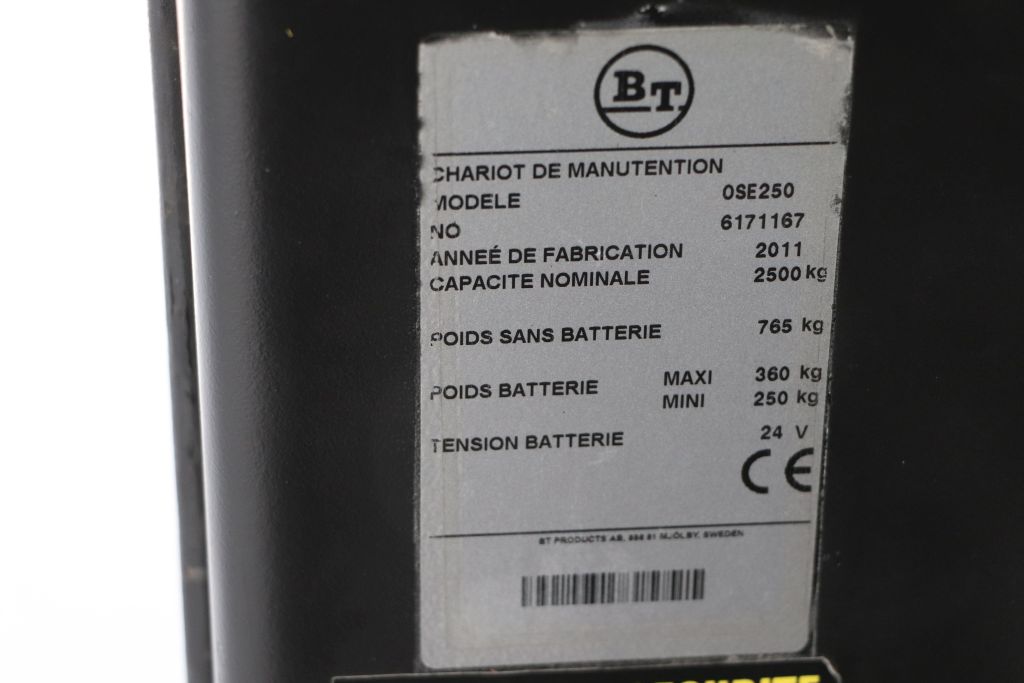 BT
CHARIOT DE MANUTENTION
MODELE OSE250
NO 6171167
ANNEÉ DE FABRICATION 2011
CAPACITE NOMINALE 2500 kg
POIDS SANS BATTERIE 765 kg
POIDS BATTERIE MAXI 360 kg
MINI 250 kg
TENSION BATTERIE 24 V
CE
BT PRODUCTS AB, MJÖLBY, SWEDEN